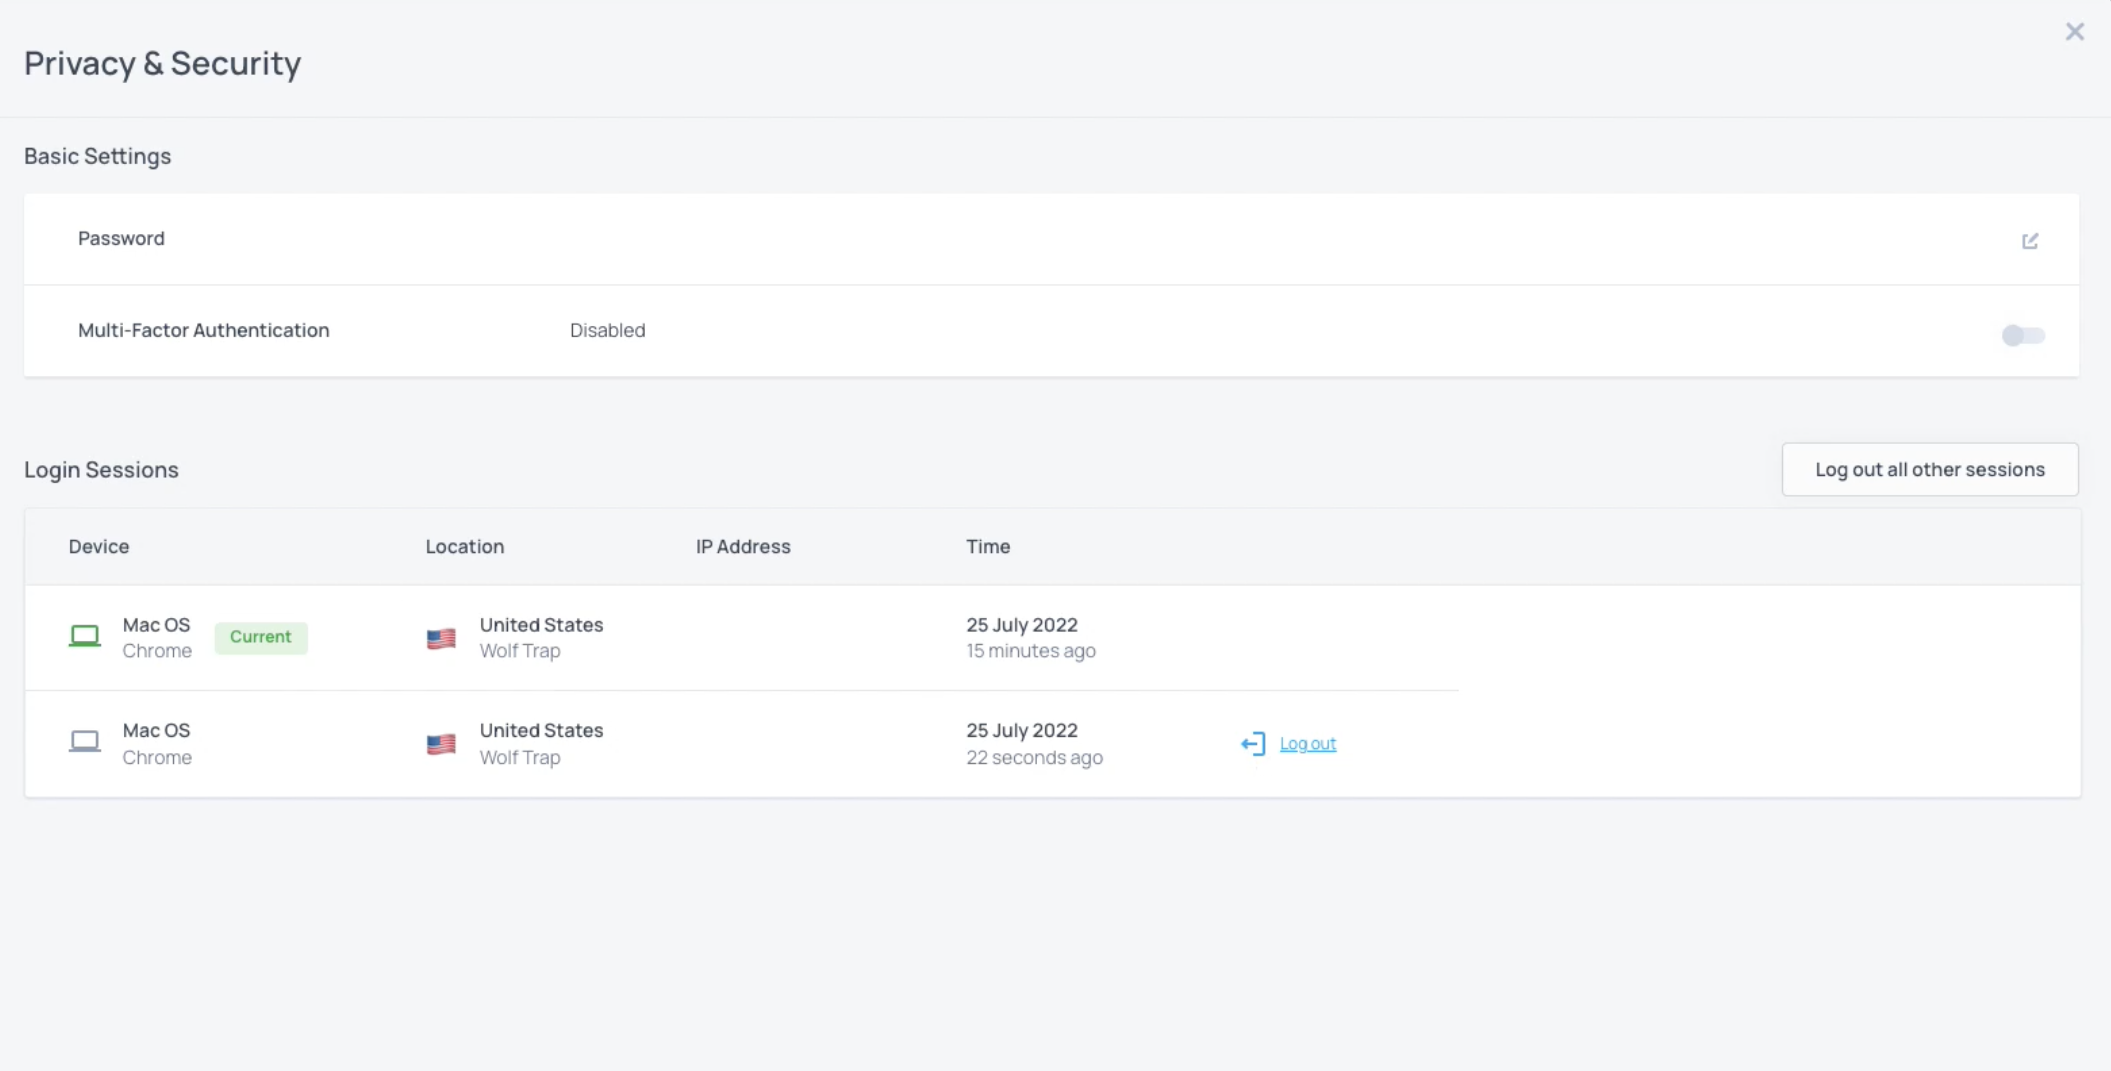 Privacy & Security
Basic Settings
Password
Multi-Factor Authentication Disabled
Login Sessions Log out all other sessions
Device Location IP Address Time
Mac OS Current United States 25 July 2022
Chrome Wolf Trap 15 minutes ago
Mac OS United States 25 July 2022 Log out
Chrome Wolf Trap 22 seconds ago